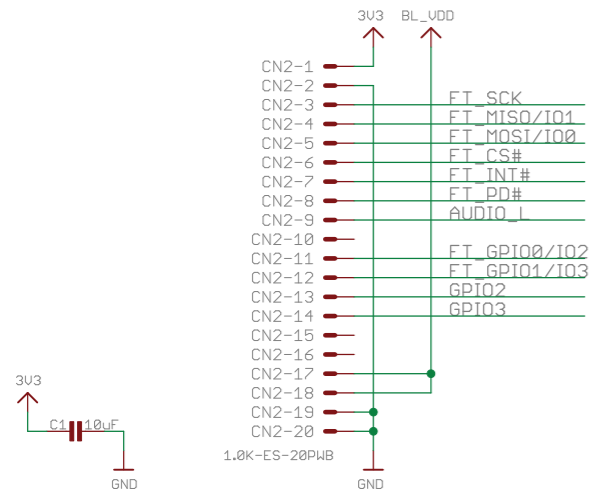 3V3 BL_VDD
CN2-1
CN2-2
CN2-3 FT_SCK
CN2-4 FT_MISO/IO1
CN2-5 FT_MOSI/IO0
CN2-6 FT_CS#
CN2-7 FT_INT#
CN2-8 FT_PD#
CN2-9 AUDIO_L
CN2-10
CN2-11 FT_GPIO0/IO2
CN2-12 FT_GPIO1/IO3
CN2-13 GPIO2
CN2-14 GPIO3
CN2-15
CN2-16
CN2-17
3V3
CN2-18
CN2-19
C1 10uF
CN2-20
1.0K-ES-20PWB
GND GND